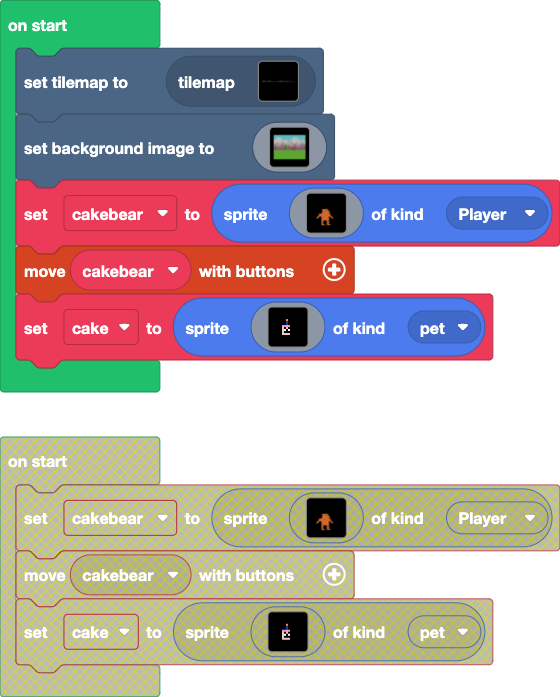 on start
set tilemap to tilemap
set background image to
set cakebear to sprite of kind Player
move cakebear with buttons
set cake to sprite of kind pet
on start
set cakebear to sprite of kind Player
move cakebear with buttons
set cake to sprite of kind pet